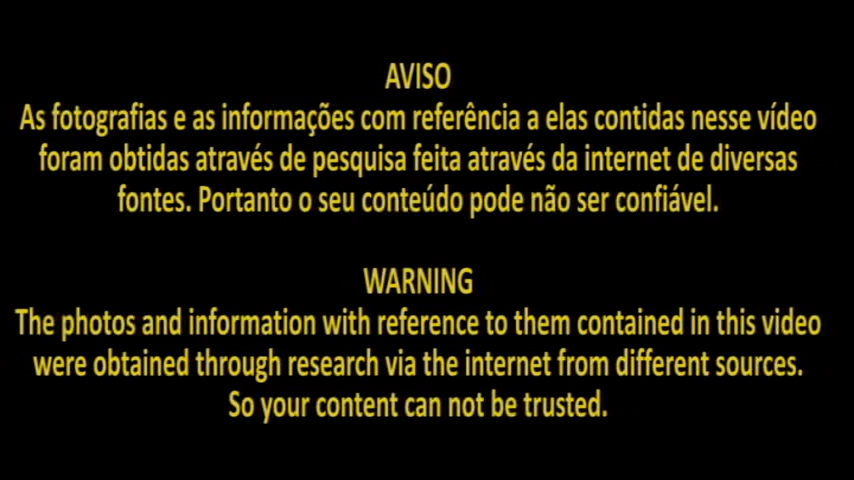 AVISO
As fotografias e as informações com referência a elas contidas nesse vídeo
foram obtidas através de pesquisa feita através da internet de diversas
fontes. Portanto o seu conteúdo pode não ser confiável.
WARNING
The photos and information with reference to them contained in this video
were obtained through research via the internet from different sources.
So your content can not be trusted.